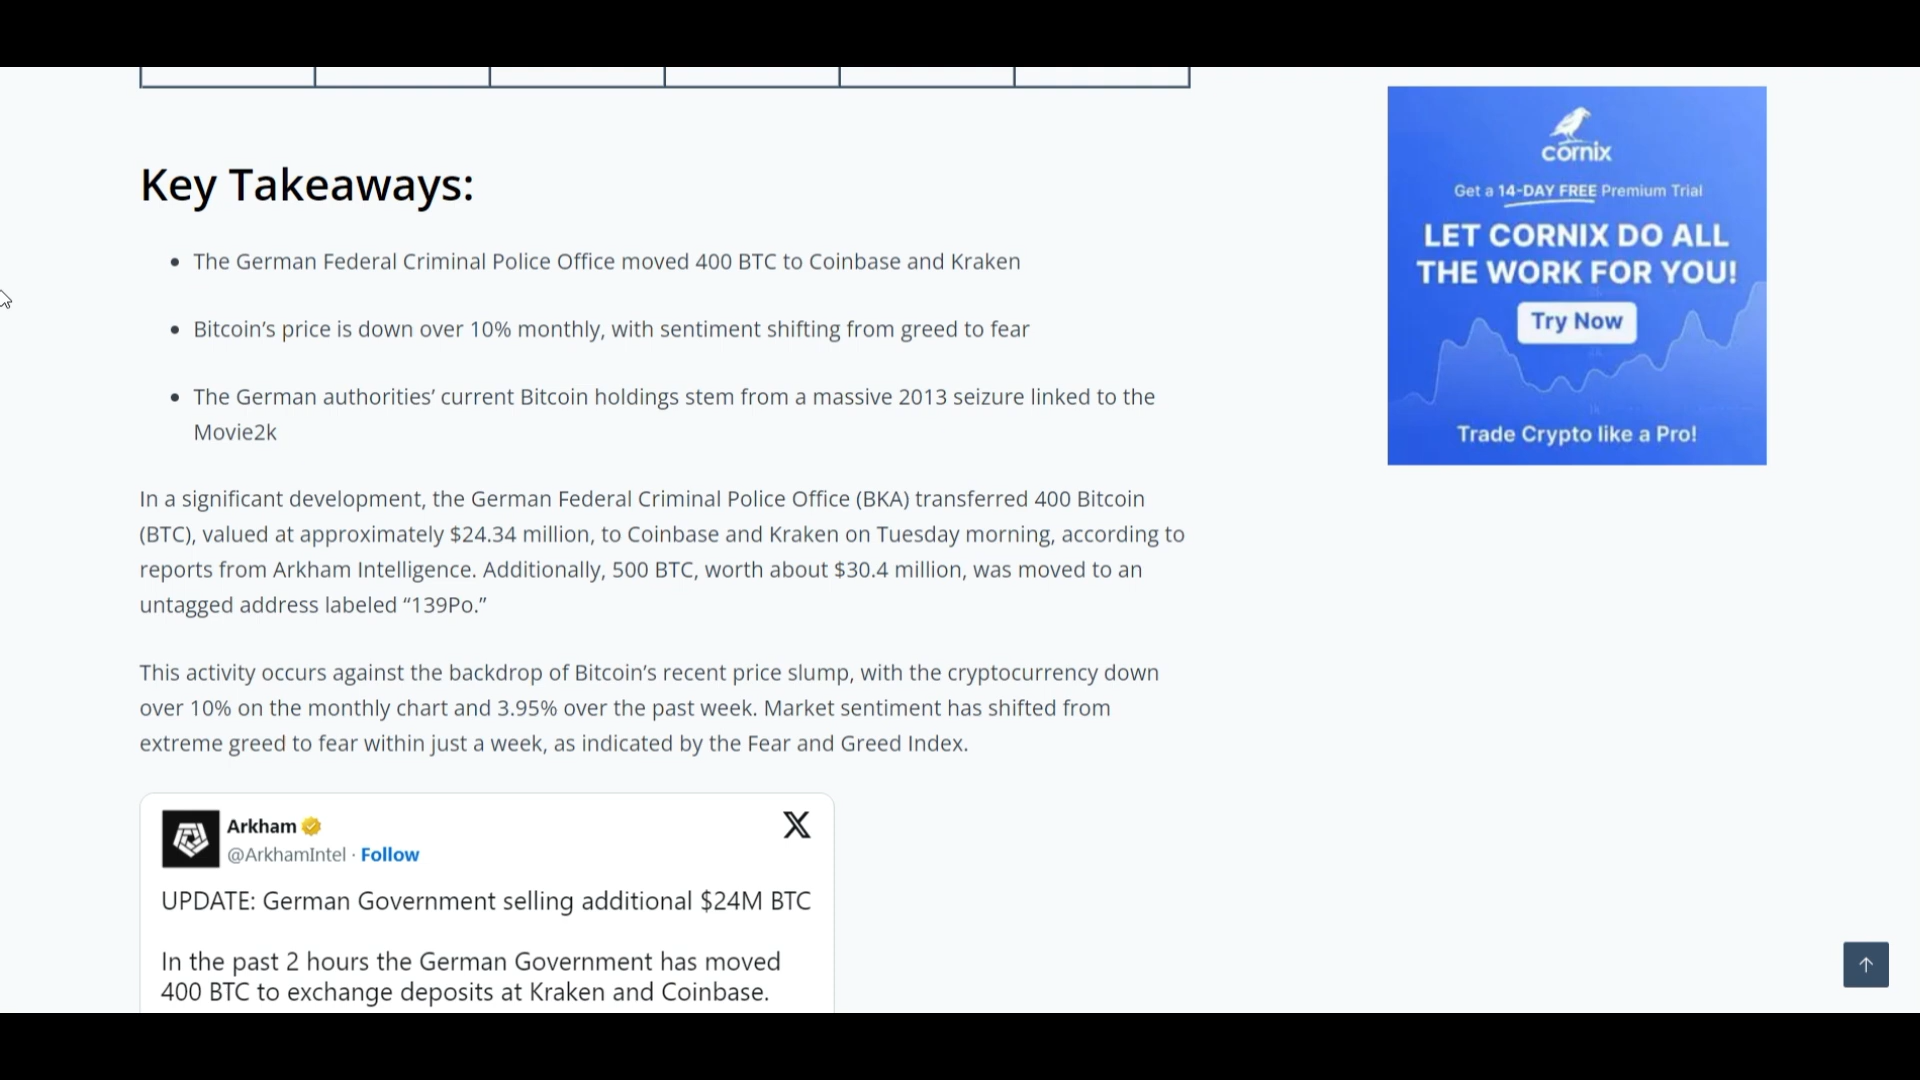 Key Takeaways:
The German Federal Criminal Police Office moved 400 BTC to Coinbase and Kraken
Bitcoin’s price is down over 10% monthly, with sentiment shifting from greed to fear
The German authorities’ current Bitcoin holdings stem from a massive 2013 seizure linked to the
Movie2k
In a significant development, the German Federal Criminal Police Office (BKA) transferred 400 Bitcoin
(BTC), valued at approximately $24.34 million, to Coinbase and Kraken on Tuesday morning, according to
reports from Arkham Intelligence. Additionally, 500 BTC, worth about $30.4 million, was moved to an
untagged address labeled “139Po.”
This activity occurs against the backdrop of Bitcoin’s recent price slump, with the cryptocurrency down
over 10% on the monthly chart and 3.95% over the past week. Market sentiment has shifted from
extreme greed to fear within just a week, as indicated by the Fear and Greed Index.
Arkham
@ArkhamIntel · Follow
UPDATE: German Government selling additional $24M BTC
In the past 2 hours the German Government has moved
400 BTC to exchange deposits at Kraken and Coinbase.
cornix
Get a 14-DAY FREE Premium Trial
LET CORNIX DO ALL
THE WORK FOR YOU!
Try Now
Trade Crypto like a Pro!